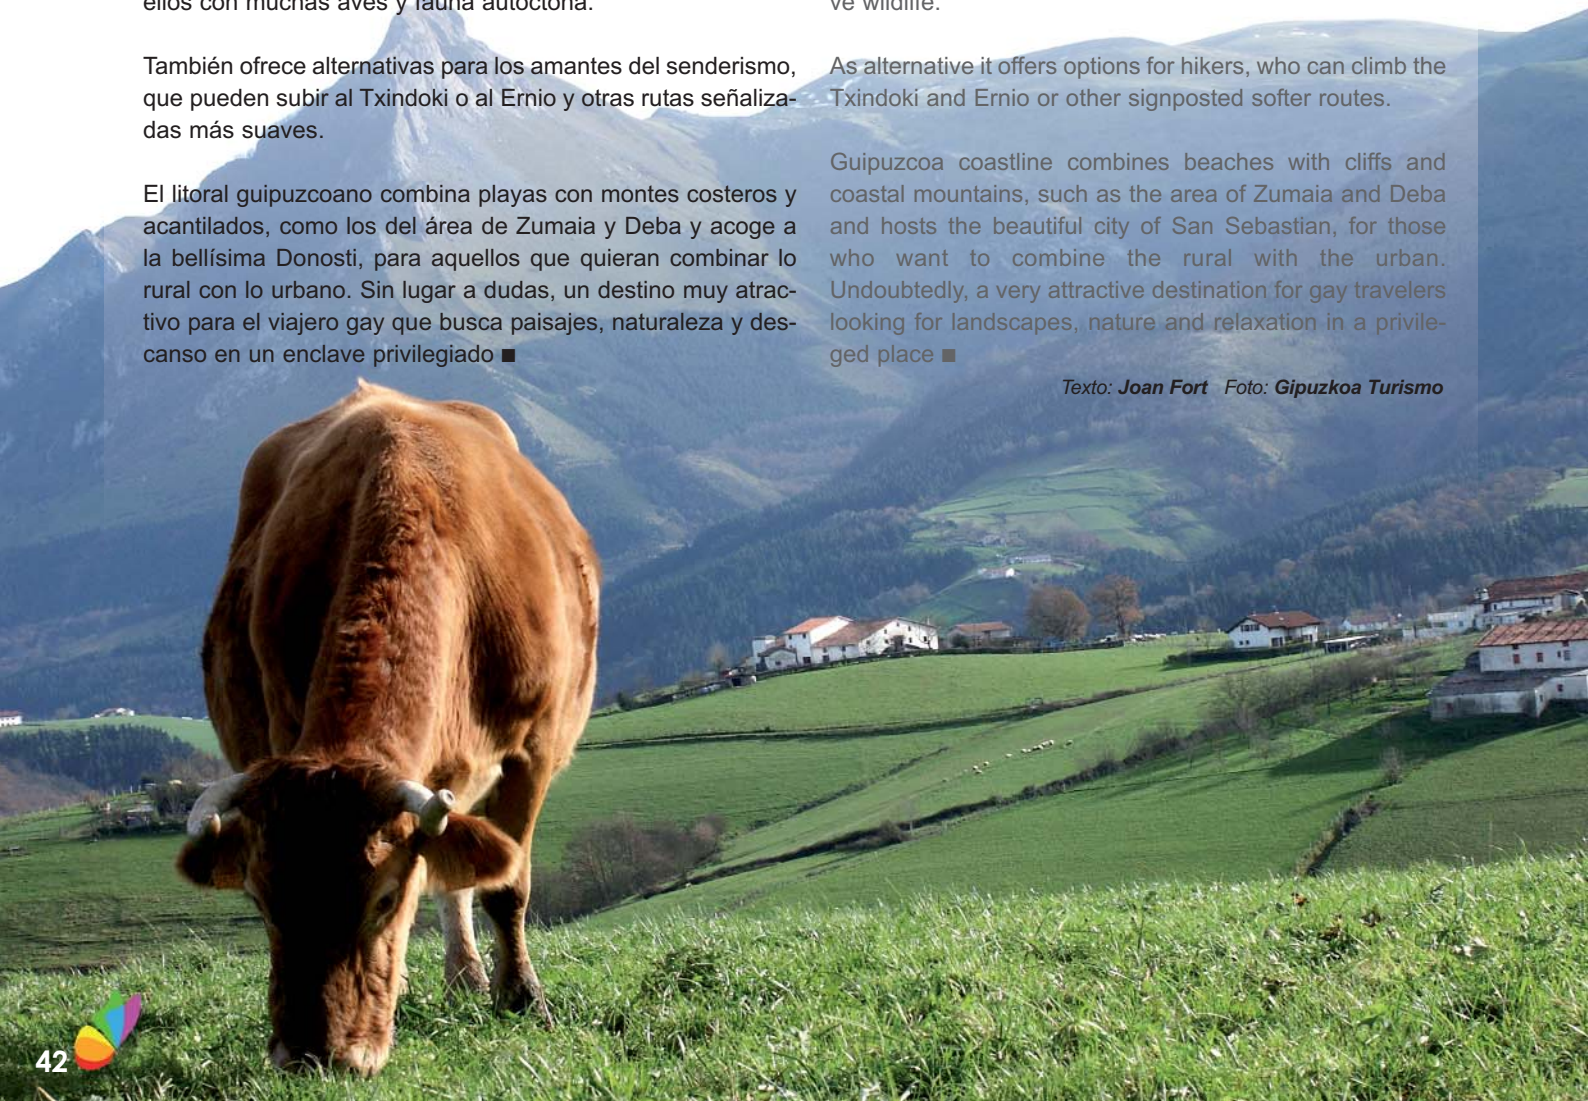 ellos con muchas aves y fauna autóctona.
También ofrece alternativas para los amantes del senderismo,
que pueden subir al Txindoki o al Ernio y otras rutas señaliza-
das más suaves.
El litoral guipuzcoano combina playas con montes costeros y
acantilados, como los del área de Zumaia y Deba y acoge a
la bellísima Donosti, para aquellos que quieran combinar lo
rural con lo urbano. Sin lugar a dudas, un destino muy atrac-
tivo para el viajero gay que busca paisajes, naturaleza y des-
canso en un enclave privilegiado ■
ve wildlife.
As alternative it offers options for hikers, who can climb the
Txindoki and Ernio or other signposted softer routes.
Guipuzcoa coastline combines beaches with cliffs and
coastal mountains, such as the area of Zumaia and Deba
and hosts the beautiful city of San Sebastian, for those
who want to combine the rural with the urban.
Undoubtedly, a very attractive destination for gay travelers
looking for landscapes, nature and relaxation in a privile-
ged place ■
Texto: Joan Fort Foto: Gipuzkoa Turismo
42